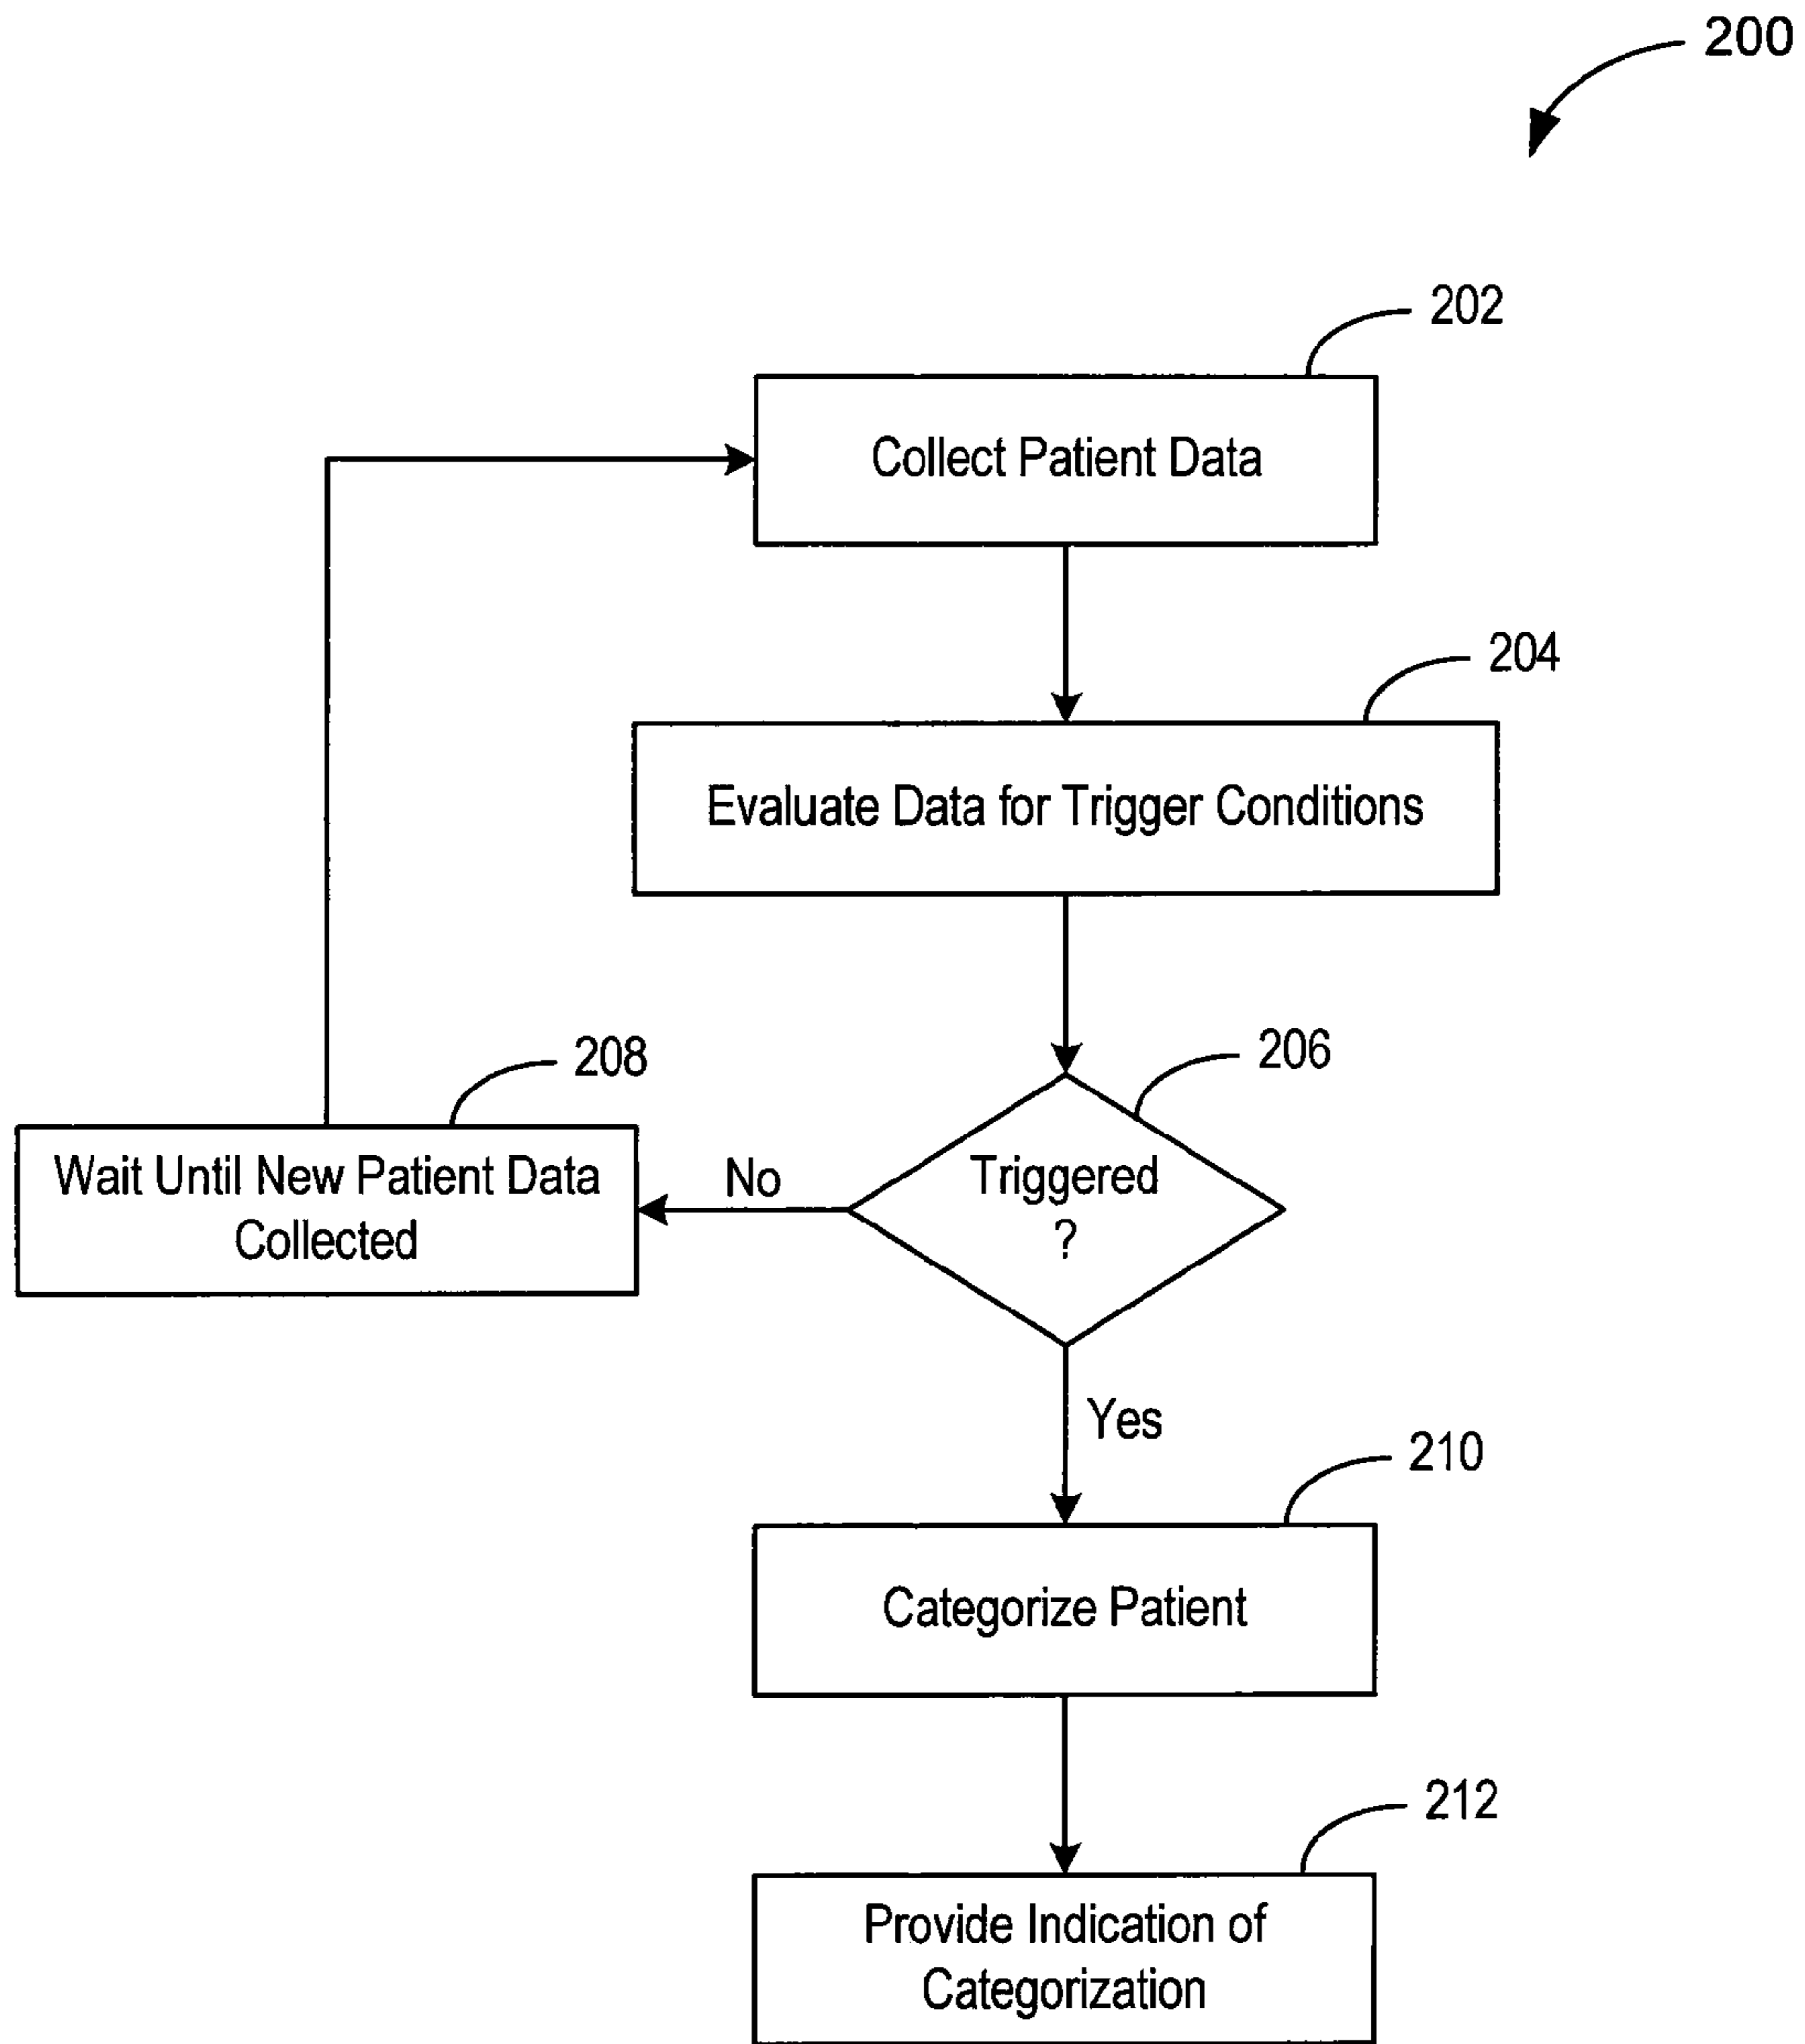 200
202
Collect Patient Data
204
Evaluate Data for Trigger Conditions
206
208
Wait Until New Patient Data
Collected
No
Triggered
?
Yes
210
Categorize Patient
212
Provide Indication of
Categorization